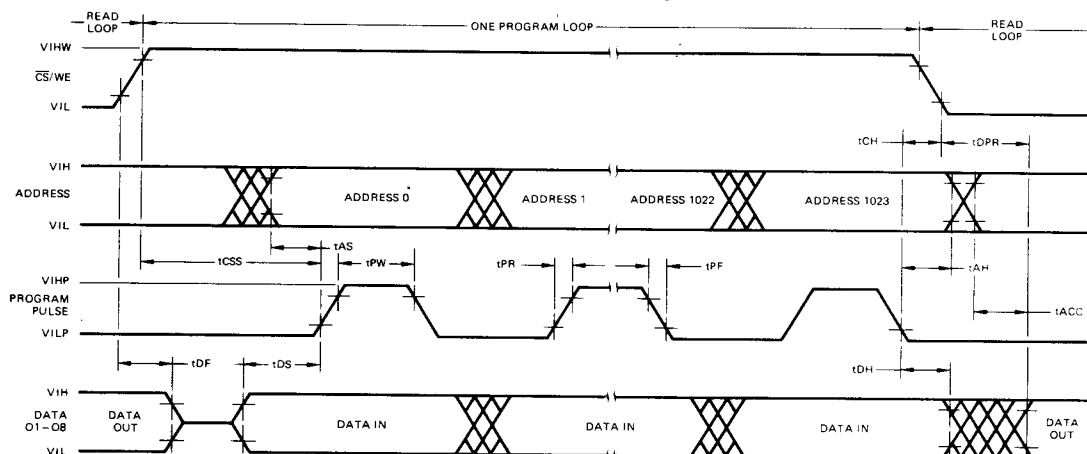 READ
LOOP
ONE PROGRAM LOOP
READ
LOOP
VIHW
CS/WE
VIL
tCH
tDPR
VIH
ADDRESS
ADDRESS 0
ADDRESS 1
ADDRESS 1022
ADDRESS 1023
VIL
tAS
tCSS
tPW
tPR
tPF
tAH
VIHP
PROGRAM
PULSE
VILP
tACC
tDF
tDS
tDH
VIH
DATA
01-08
DATA
OUT
DATA IN
DATA IN
DATA IN
DATA
OUT
VIL